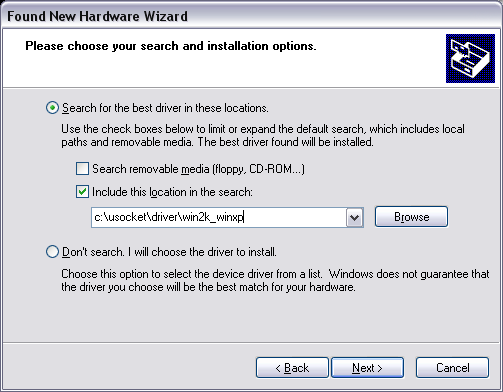 Found New Hardware Wizard
Please choose your search and installation options.
Search for the best driver in these locations.
Use the check boxes below to limit or expand the default search, which includes local
paths and removable media. The best driver found will be installed.
Search removable media (floppy, CD-ROM...)
Include this location in the search:
c:\usocket\driver\win2k_winxp
Browse
Don't search. I will choose the driver to install.
Choose this option to select the device driver from a list. Windows does not guarantee that
the driver you choose will be the best match for your hardware.
< Back
Next >
Cancel